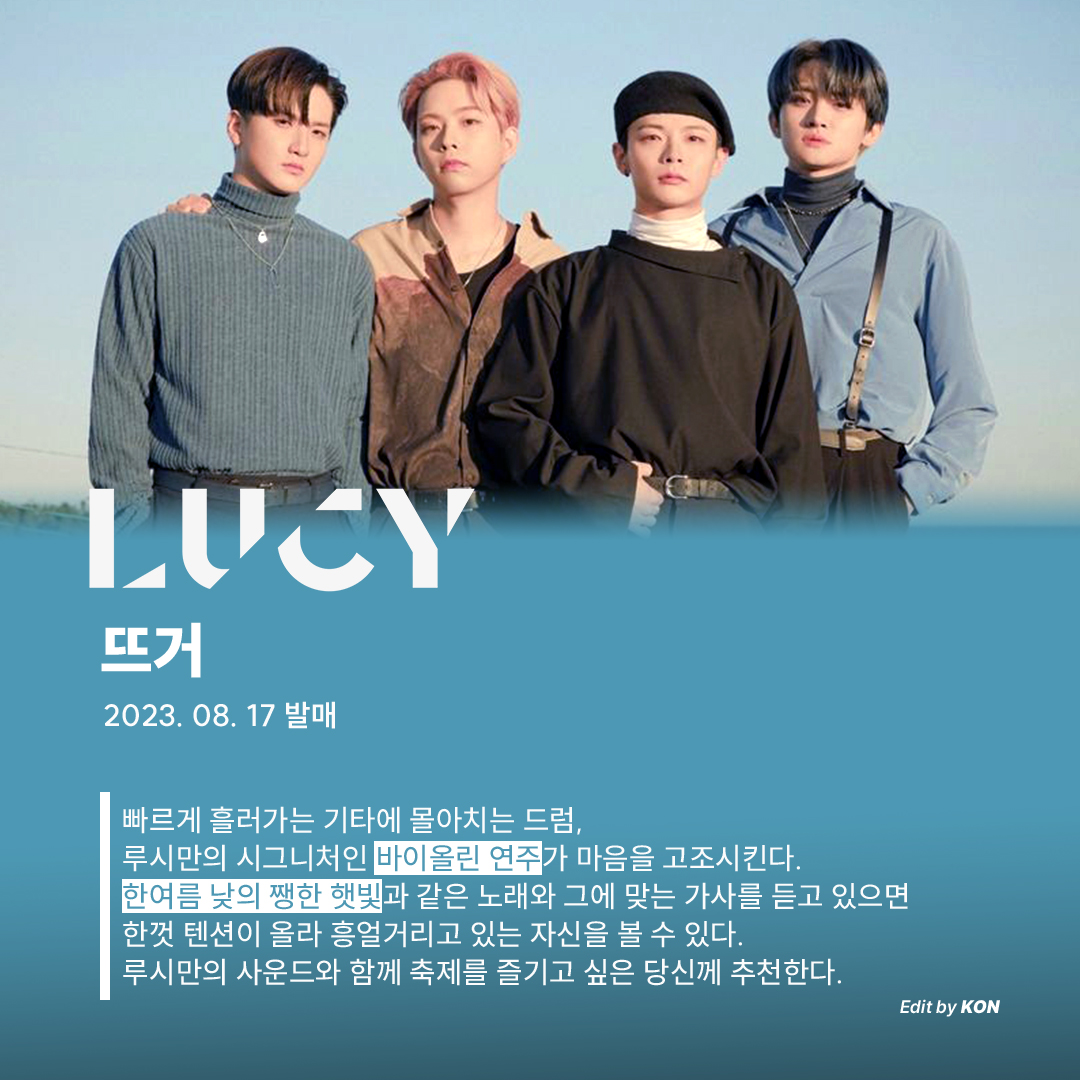 LUCY
뜨거
2023. 08. 17 발매
빠르게 흘러가는 기타에 몰아치는 드럼,
루시만의 시그니처인 바이올린 연주가 마음을 고조시킨다.
한여름 낮의 쨍한 햇빛과 같은 노래와 그에 맞는 가사를 듣고 있으면
한껏 텐션이 올라 흥얼거리고 있는 자신을 볼 수 있다.
루시만의 사운드와 함께 축제를 즐기고 싶은 당신께 추천한다.
Edit by KON